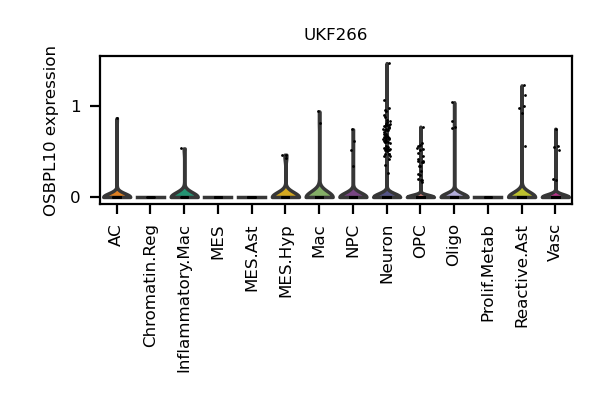 UKF266
OSBPL10 expression
1
0
AC
Chromatin.Reg
Inflammatory.Mac
MES
MES.Ast
MES.Hyp
Mac
NPC
Neuron
OPC
Oligo
Prolif.Metab
Reactive.Ast
Vasc